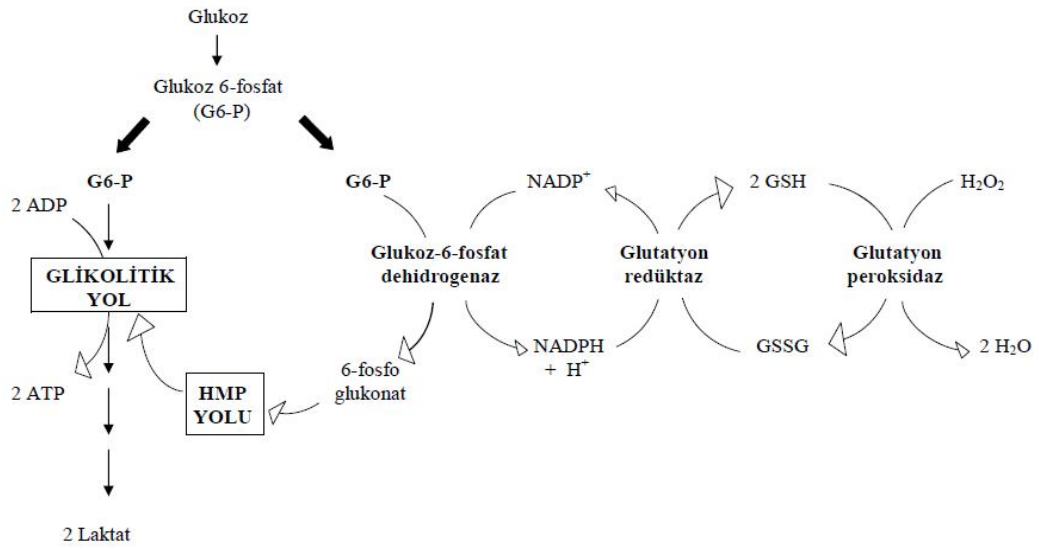 Glukoz
Glukoz 6-fosfat
(G6-P)
G6-P
G6-P
NADP⁺
2 GSH
H₂O₂
2 ADP
Glukoz-6-fosfat
dehidrogenaz
Glutatyon
redüktaz
Glutatyon
peroksidaz
GLİKOLİTİK
YOL
NADPH
+ H⁺
GSSG
2 H₂O
2 ATP
HMP
YOLU
6-fosfo
glukonat
2 Laktat